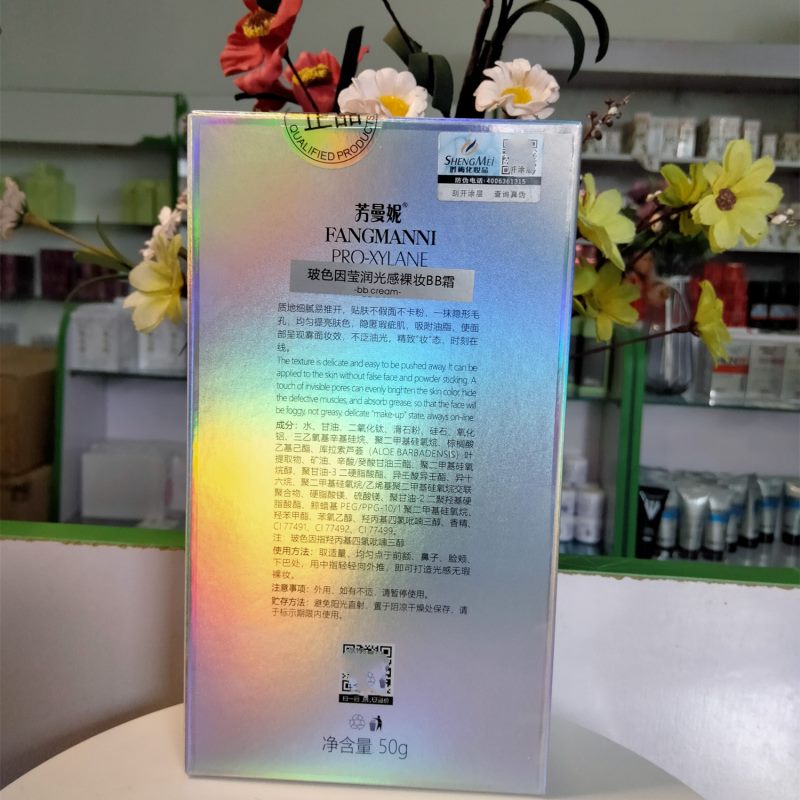 正品
QUALIFIED PRODUCTS
SHENGMEI
胜梅化妆品
开涂层
防伪电话:4006361315
刮开涂层 查询真伪
芳曼妮®
FANGMANNI
PRO-XYLANE
玻色因莹润光感裸妆BB霜
-bb cream-
质地细腻易推开，贴肤不假面不卡粉，一抹隐形毛
孔，均匀提亮肤色，隐匿瑕疵肌，吸附油脂，使面
部呈现雾面妆效，不泛油光，精致"妆"态，时刻在
线。
The texture is delicate and easy to be pushed away. It can be
applied to the skin without false face and powder sticking. A
touch of invisible pores can evenly brighten the skin color, hide
the defective muscles, and absorb grease, so that the face will
be foggy, not greasy, delicate "make-up" state, always on-line.
成分：水、甘油、二氧化钛、滑石粉、硅石、氧化
铝、三乙氧基辛基硅烷、聚二甲基硅氧烷、棕榈酸
乙基己酯、库拉索芦荟（ALOE BARBADENSIS）叶
提取物、矿油、辛酸/癸酸甘油三酯、聚二甲基硅氧
烷醇、聚甘油-3 二硬脂酸酯、异壬酸异壬酯、异十
六烷、聚二甲基硅氧烷/乙烯基聚二甲基硅氧烷交联
聚合物、硬脂酸镁、硫酸镁、聚甘油-2 二聚羟基硬
脂酸酯、鲸蜡基 PEG/PPG-10/1 聚二甲基硅氧烷、
羟苯甲酯、苯氧乙醇、羟丙基四氢吡喃三醇、香精、
CI 77491、CI 77492、CI 77499。
注：玻色因指羟丙基四氢吡喃三醇
使用方法：取适量，均匀点于前额、鼻子、脸颊、
下巴处，用中指轻轻向外推，即可打造光感无瑕
裸妆。
注意事项：外用，如有不适，请暂停使用。
贮存方法：避免阳光直射，置于阴凉干燥处保存，请
于标示期限内使用。
净含量 50g